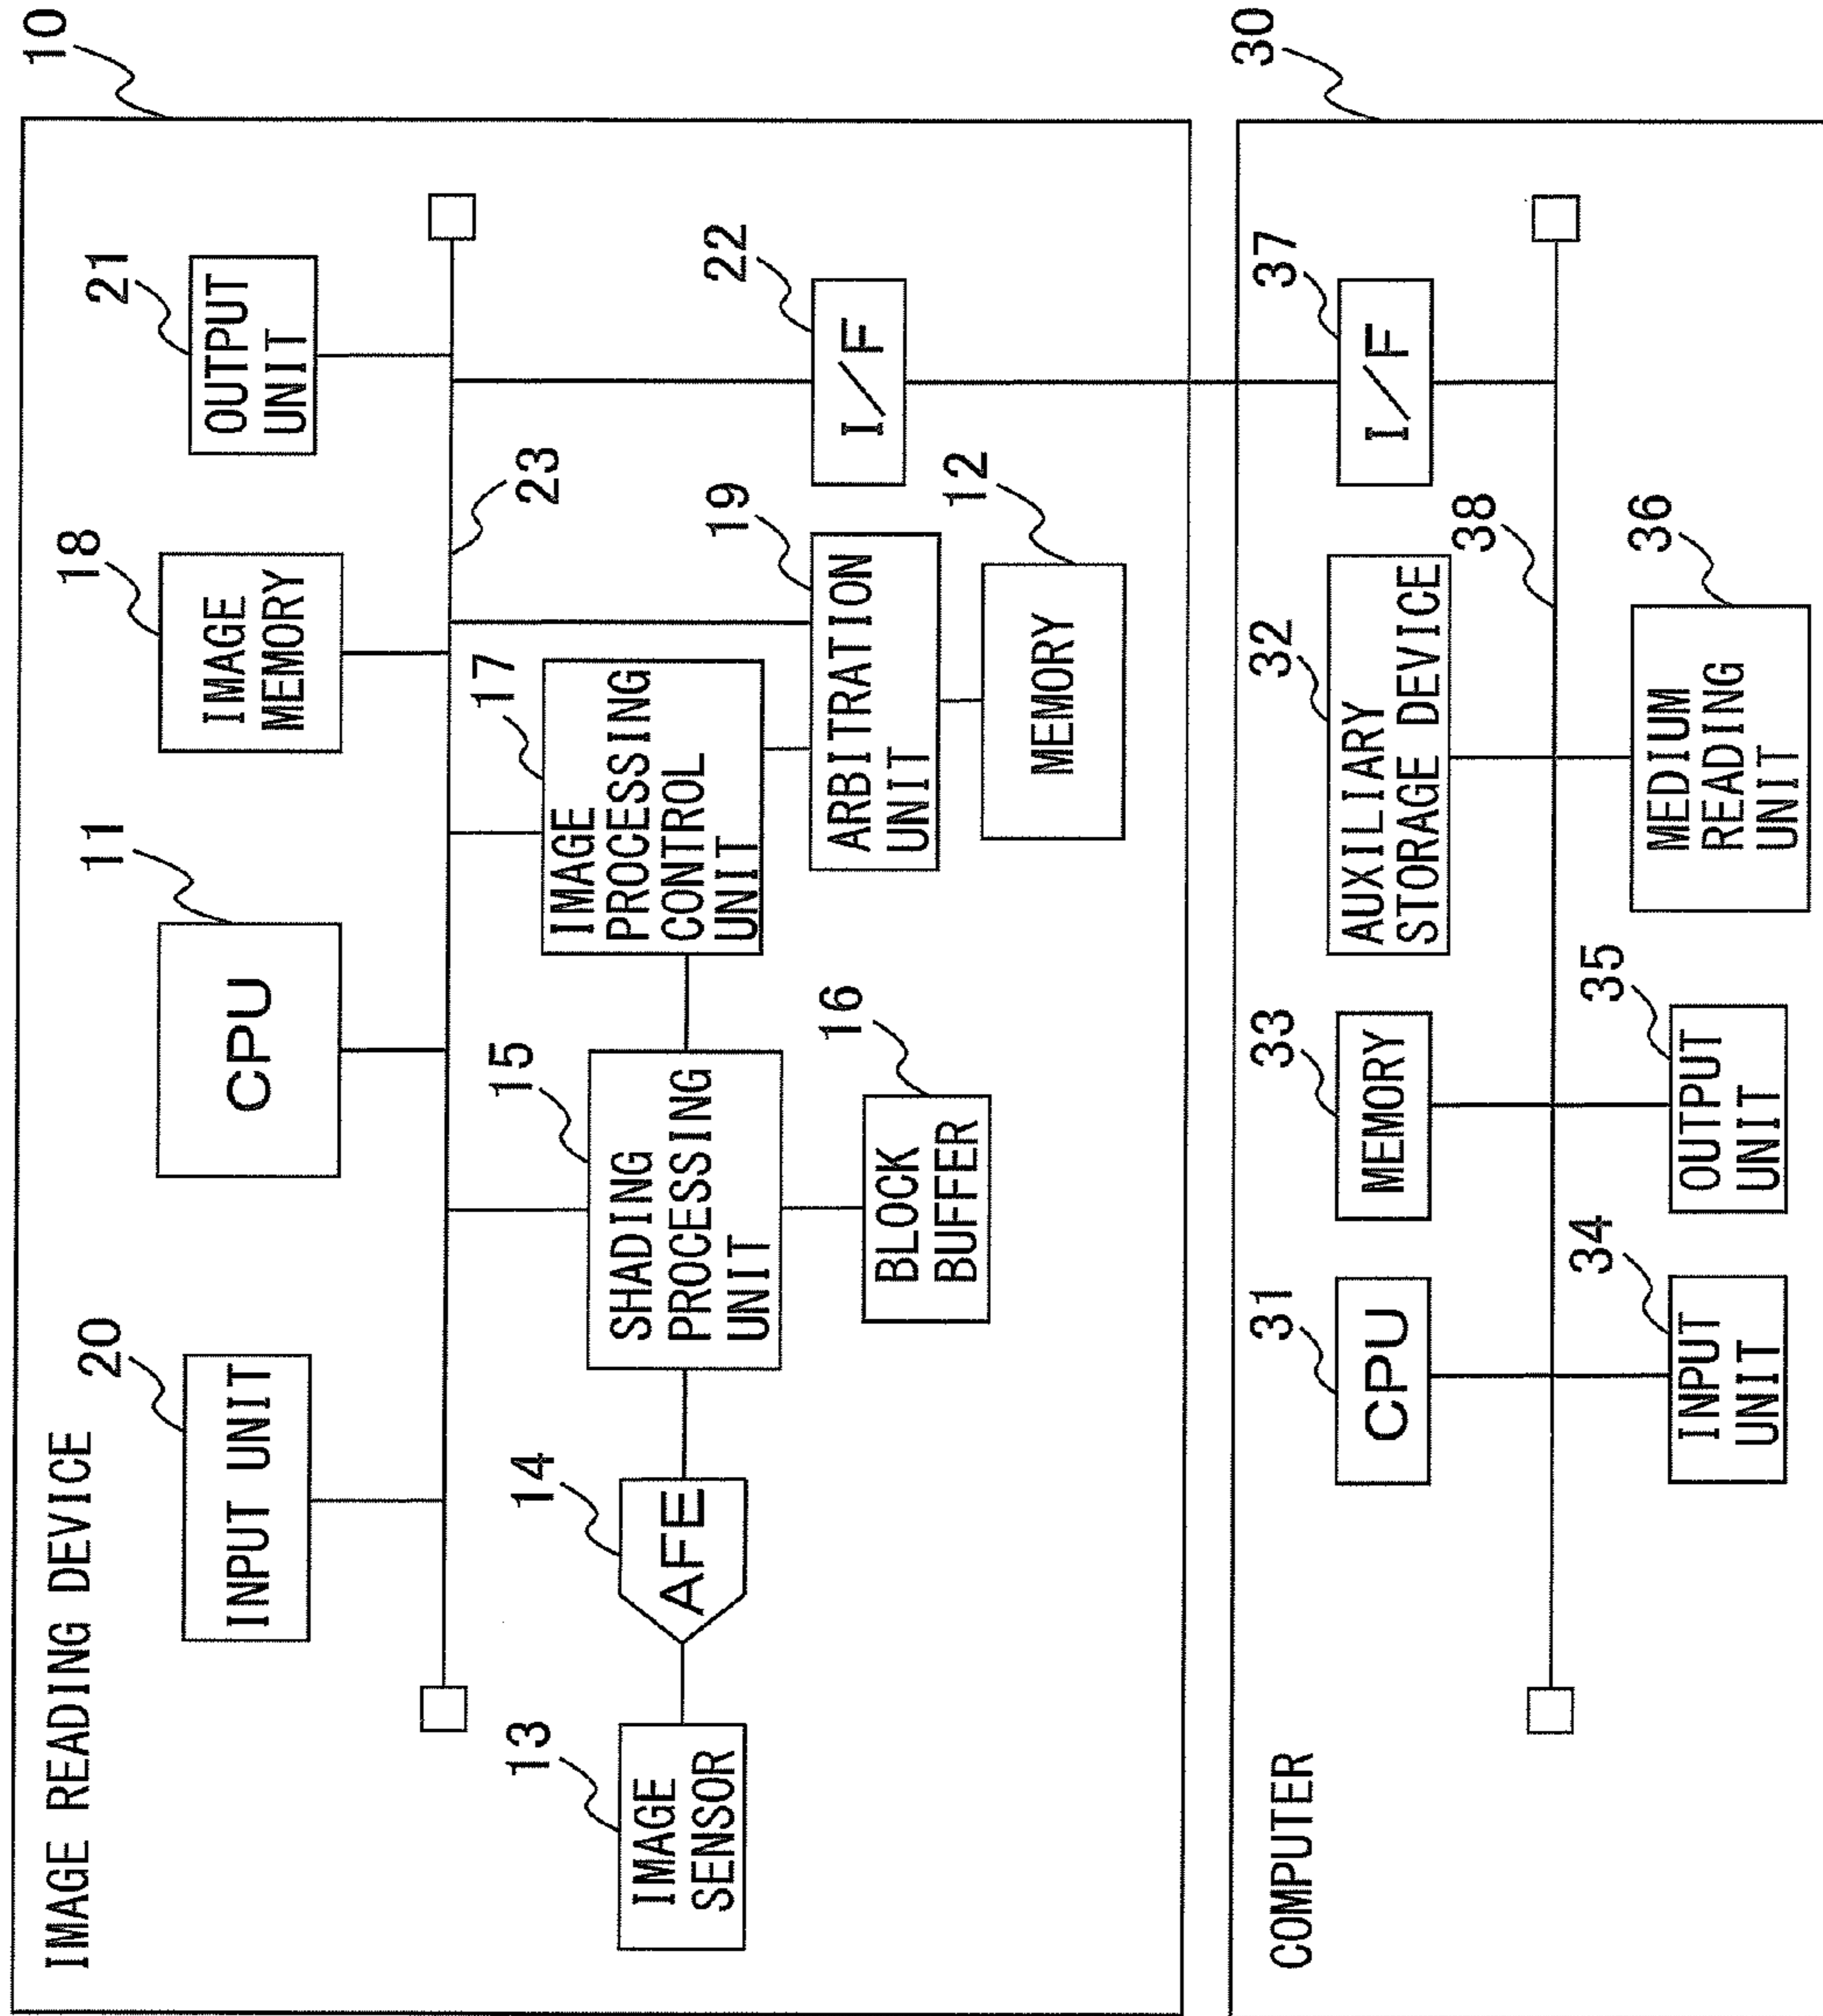 IMAGE READING DEVICE
10
20
INPUT UNIT
11
CPU
18
IMAGE
MEMORY
21
OUTPUT
UNIT
23
13
IMAGE
SENSOR
14
AFE
15
SHADING
PROCESSING
UNIT
16
BLOCK
BUFFER
17
IMAGE
PROCESSING
CONTROL
UNIT
19
ARBITRATION
UNIT
12
MEMORY
22
I/F
COMPUTER
30
31
CPU
33
MEMORY
32
AUXILIARY
STORAGE DEVICE
37
I/F
38
34
INPUT
UNIT
35
OUTPUT
UNIT
36
MEDIUM
READING
UNIT